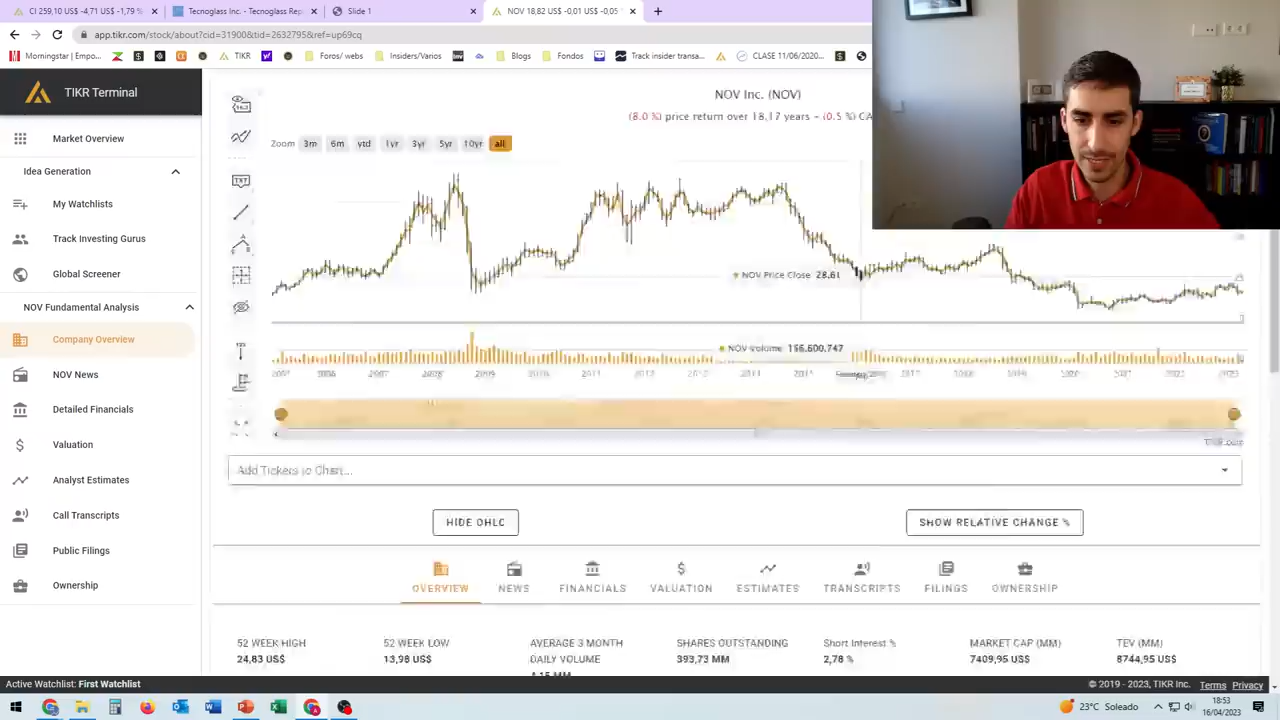 CI 259,10 US$ -4,71 US$ -1,79 %
Tecnoglass Inc. - Tecnoglass Rep
Slide 1
NOV 18,82 US$ -0,01 US$ -0,05
app.tikr.com/stock/about?cid=31900&tid=2632795&ref=up69cq
Morningstar | Empo...
TIKR
Foros/ webs
Insiders/Varios
Blogs
Fondos
Track insider transa...
CLASE 11/06/2020...
TIKR Terminal
Market Overview
Idea Generation
My Watchlists
Track Investing Gurus
Global Screener
NOV Fundamental Analysis
Company Overview
NOV News
Detailed Financials
Valuation
Analyst Estimates
Call Transcripts
Public Filings
Ownership
NOV Inc. (NOV)
(8.0 %) price return over 18,17 years - (0.5 %) CA
Zoom 3m 6m ytd 1yr 3yr 5yr 10yr all
NOV Price Close: 28.61
NOV Volume: 156,600,747
2009
2011
2023
Add Tickers to Chart...
HIDE OHLC
SHOW RELATIVE CHANGE %
OVERVIEW NEWS FINANCIALS VALUATION ESTIMATES TRANSCRIPTS FILINGS OWNERSHIP
52 WEEK HIGH
24,83 US$
52 WEEK LOW
13,98 US$
AVERAGE 3 MONTH
DAILY VOLUME
SHARES OUTSTANDING
393,73 MM
Short Interest %
2,78 %
MARKET CAP (MM)
7409,95 US$
TEV (MM)
8744,95 US$
Active Watchlist: First Watchlist
© 2019 - 2023, TIKR Inc. Terms Privacy
23°C Soleado
18:53
16/04/2023